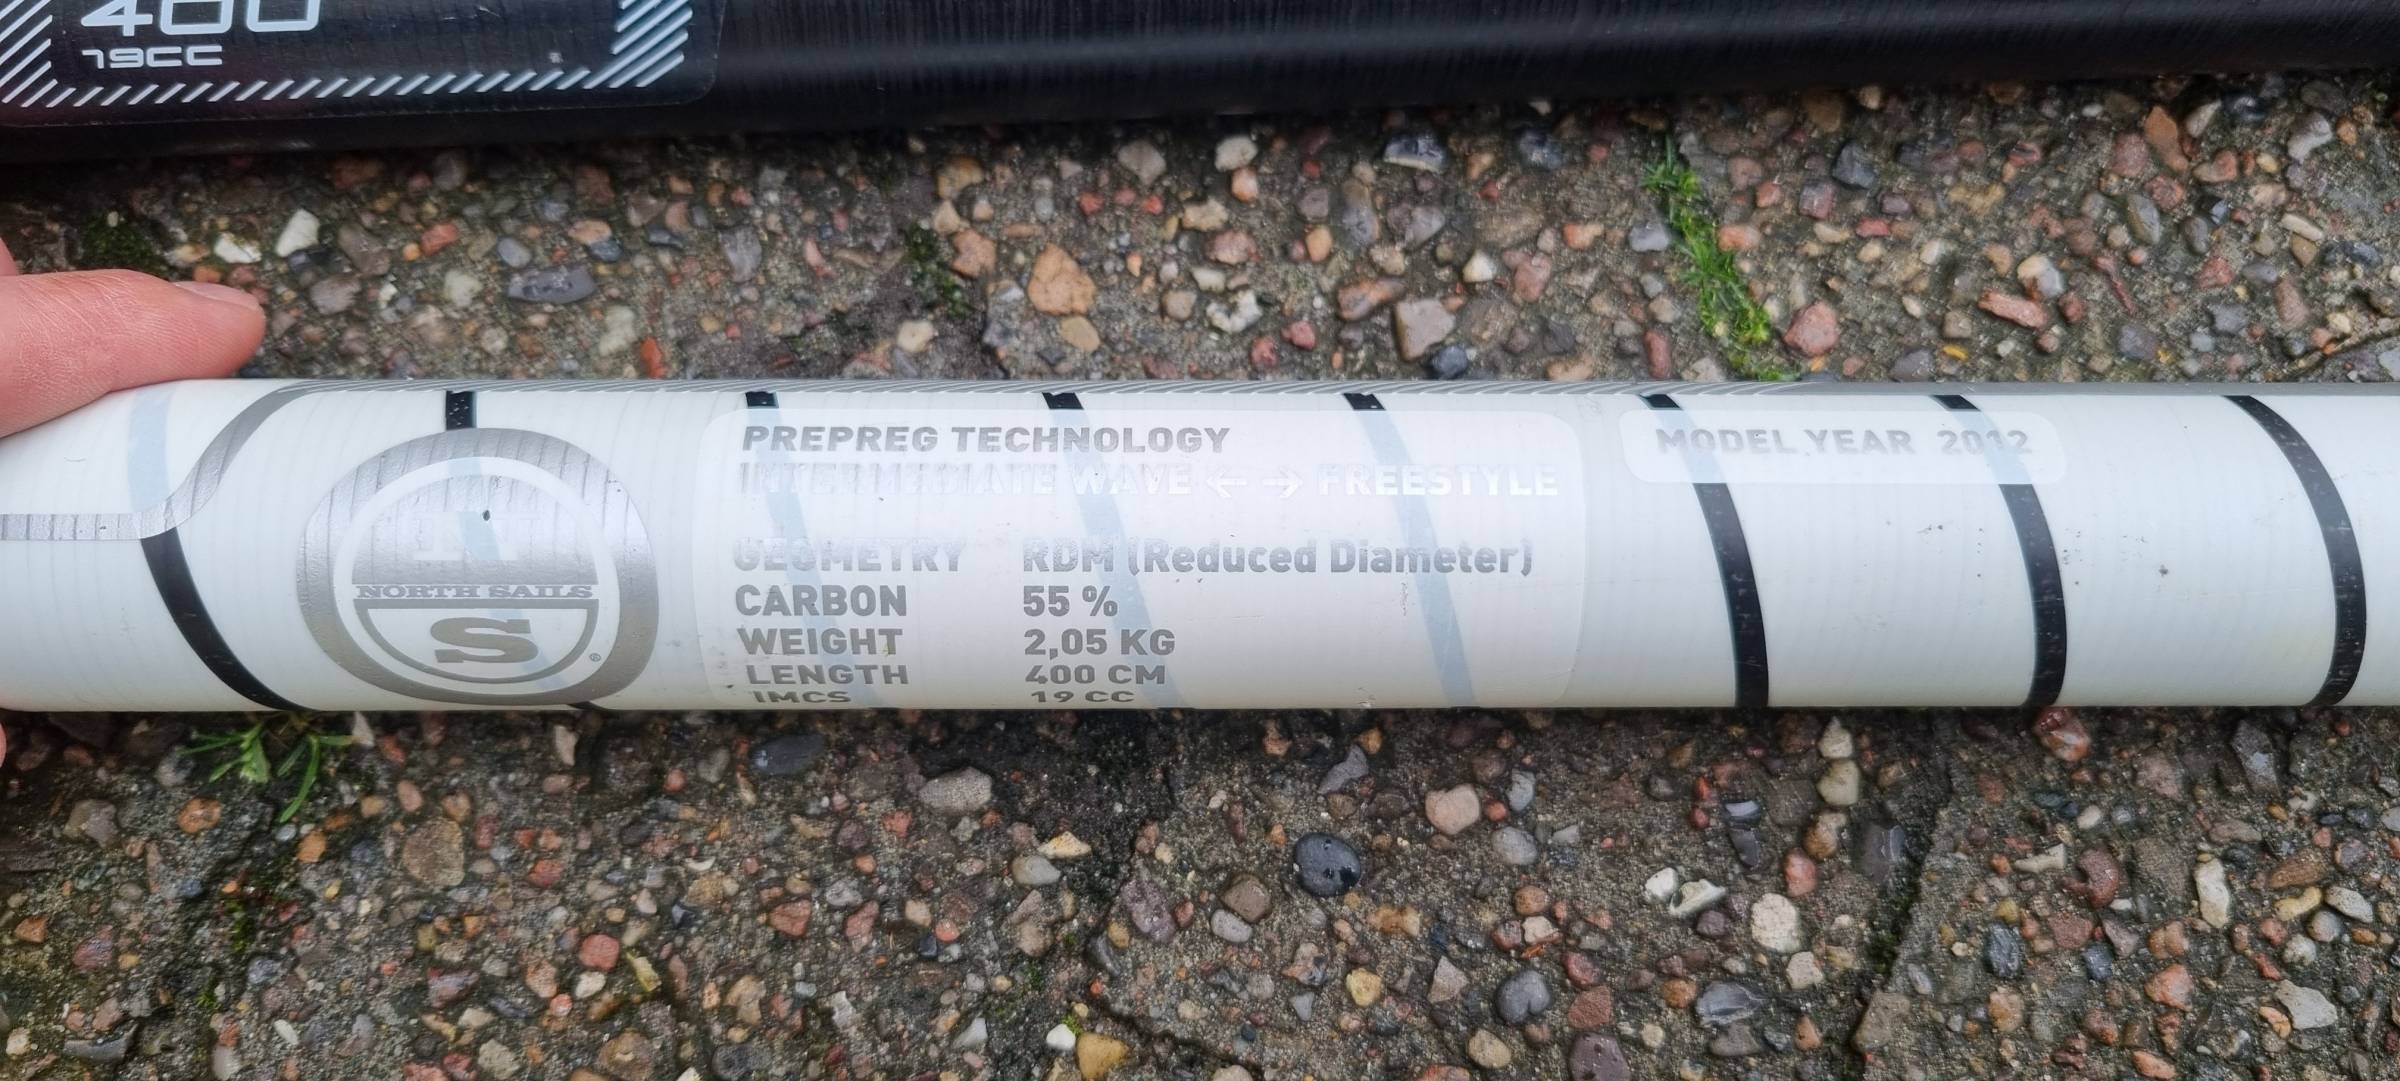 400
19CC
PREPREG TECHNOLOGY
INTERMEDIATE WAVE ← → FREESTYLE
MODEL YEAR 2012
N
NORTH SAILS
S ®
GEOMETRY RDM (Reduced Diameter)
CARBON 55 %
WEIGHT 2,05 KG
LENGTH 400 CM
IMCS 19 CC